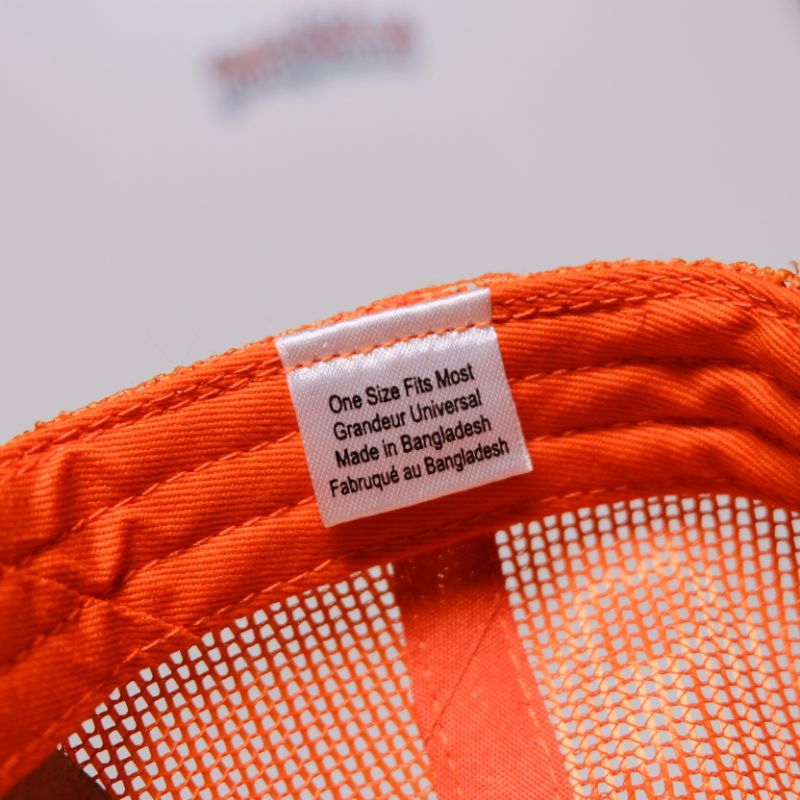 One Size Fits Most
Grandeur Universal
Made in Bangladesh
Fabruqué au Bangladesh